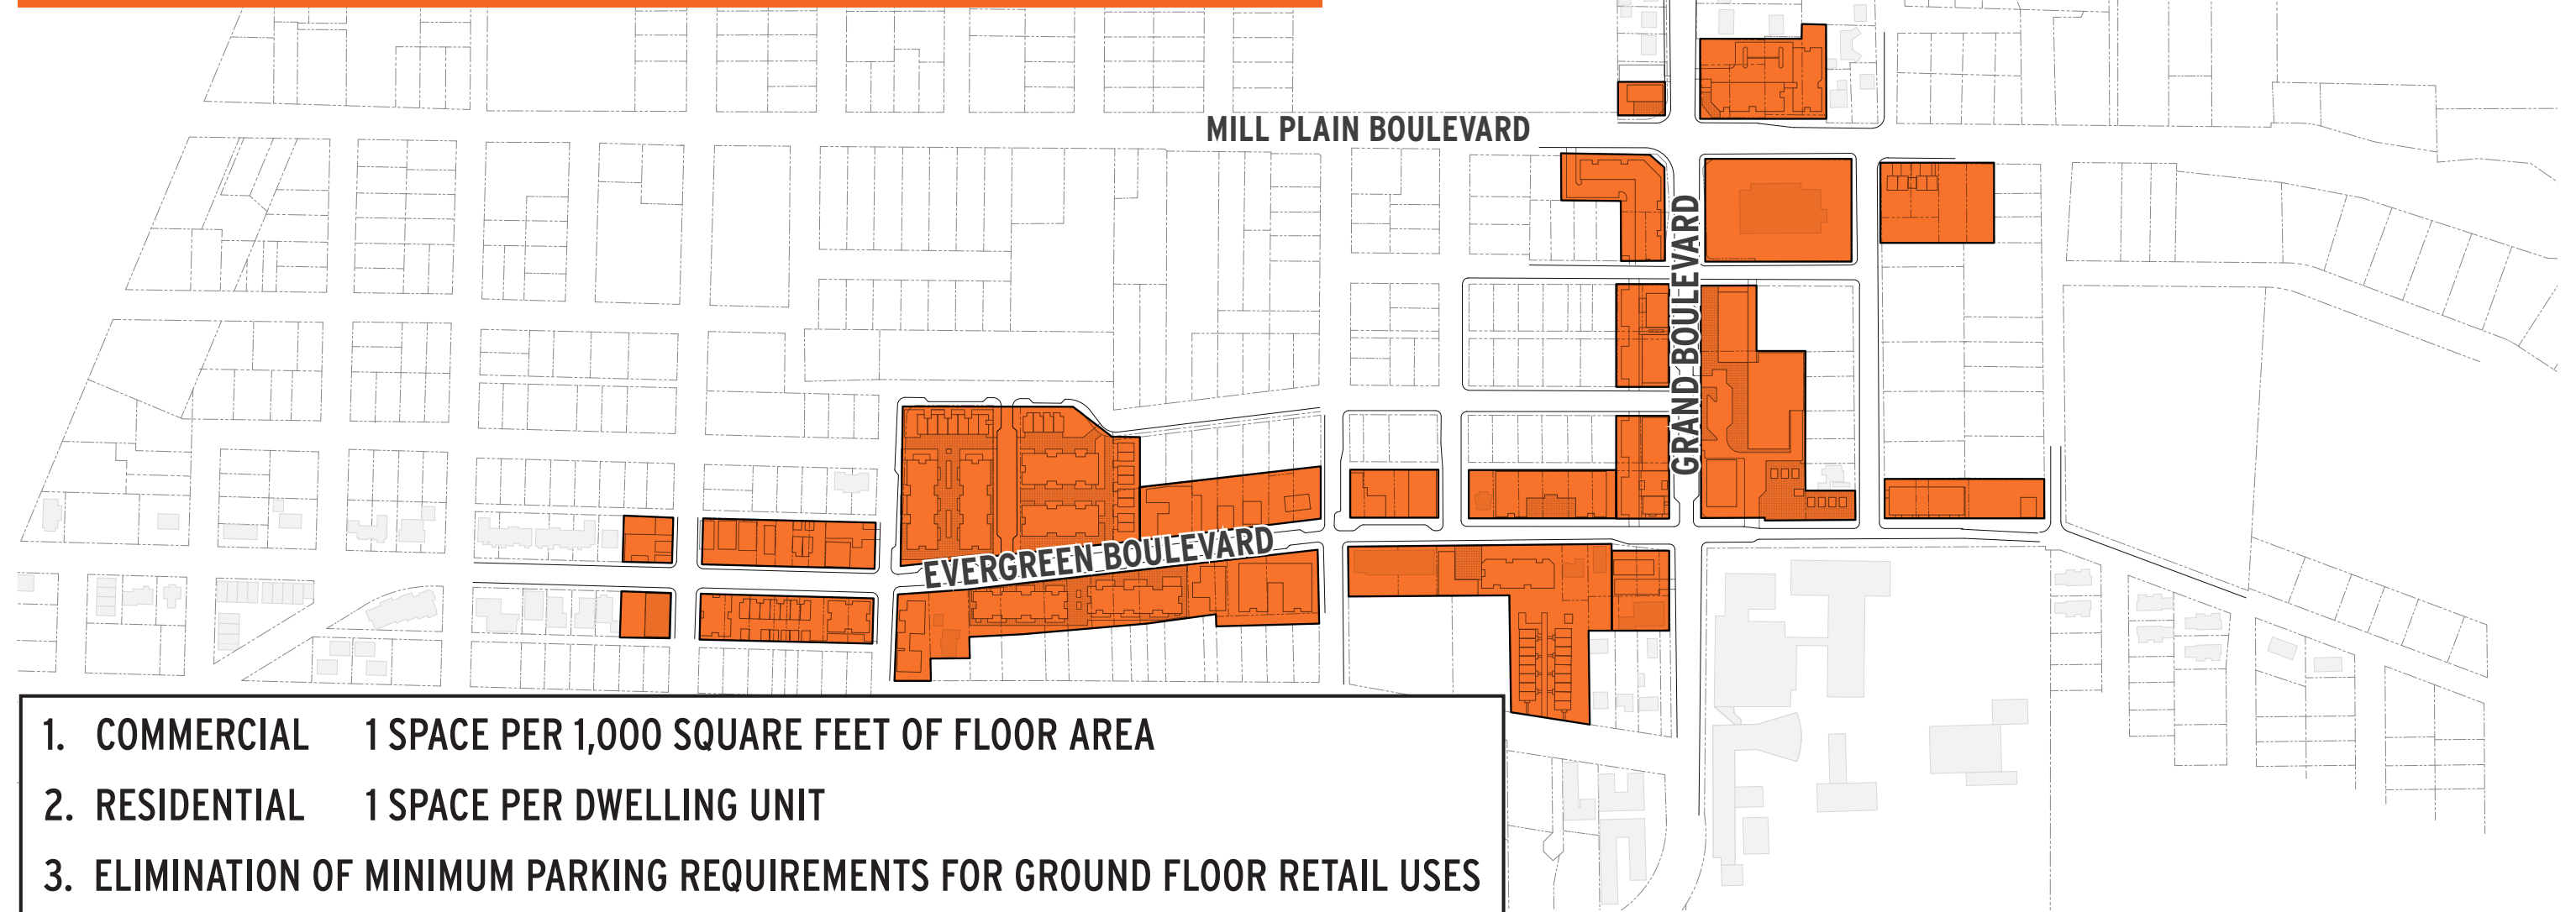 MILL PLAIN BOULEVARD
GRAND BOULEVARD
EVERGREEN BOULEVARD
1. COMMERCIAL 1 SPACE PER 1,000 SQUARE FEET OF FLOOR AREA
2. RESIDENTIAL 1 SPACE PER DWELLING UNIT
3. ELIMINATION OF MINIMUM PARKING REQUIREMENTS FOR GROUND FLOOR RETAIL USES